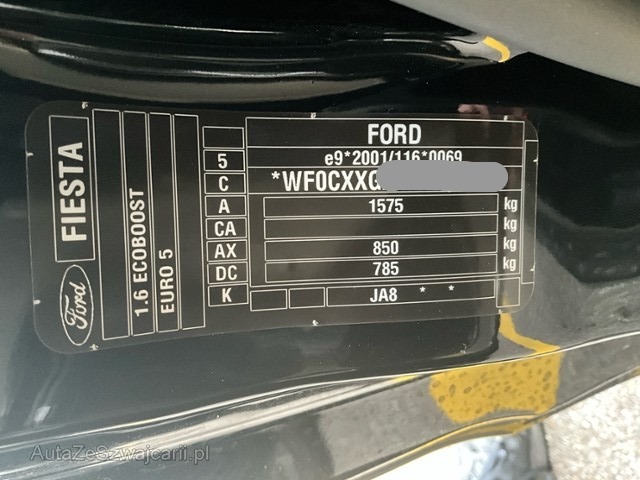 FORD
5 e9*2001/116*0069
C *WF0CXXG
A 1575 kg
CA
AX 850 kg
DC 785 kg
K JA8 * *
FIESTA
Ford
1.6 ECOBOOST
EURO 5
AutaZeSzwajcarii.pl